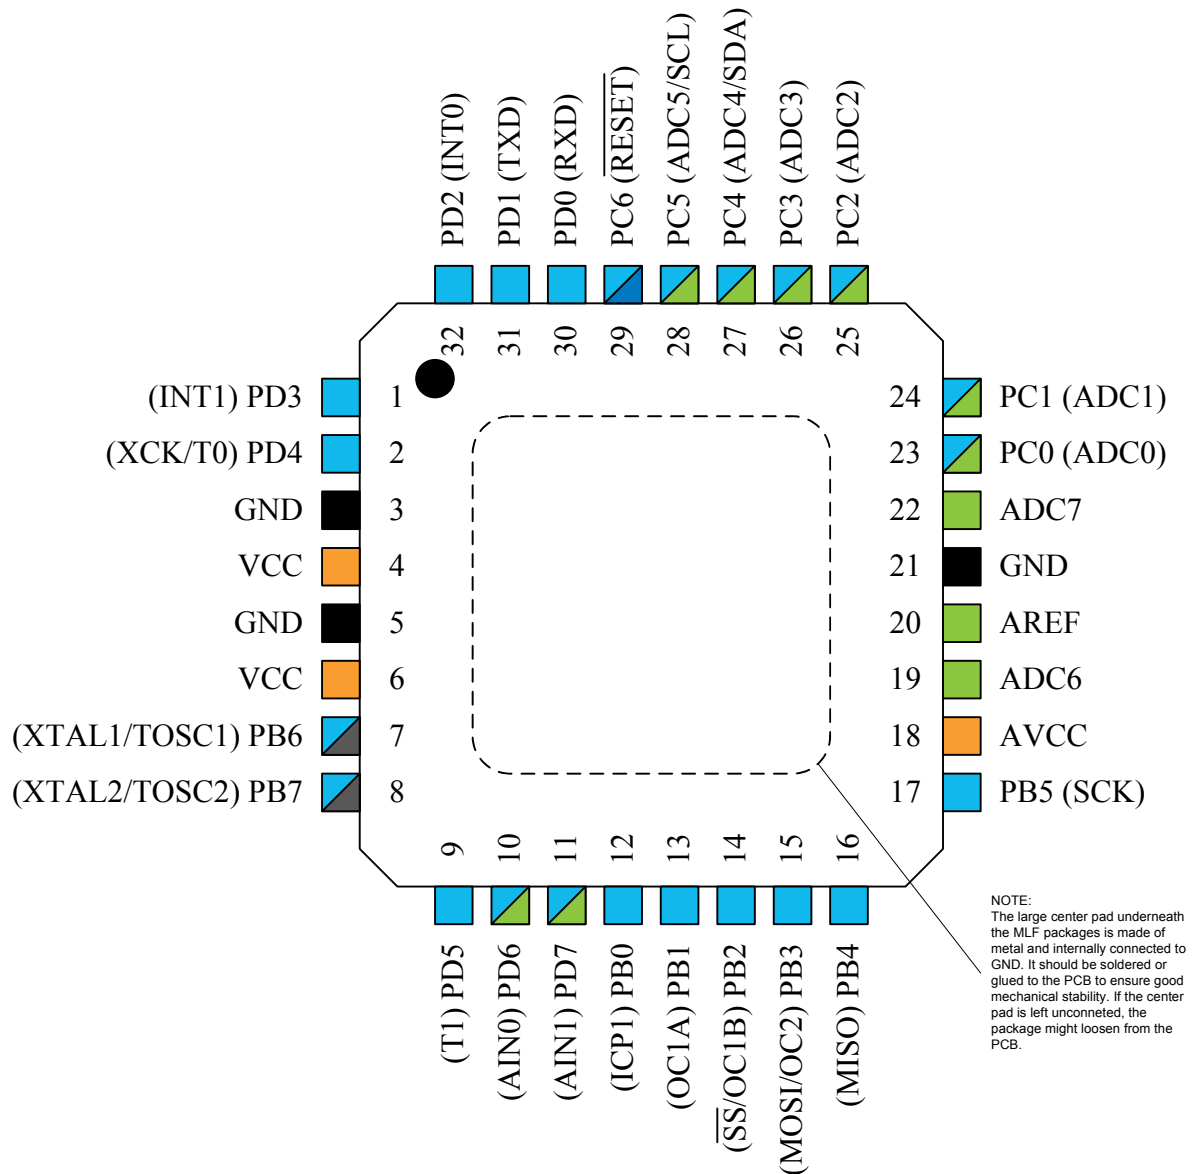 PD2 (INT0)
PD1 (TXD)
PD0 (RXD)
PC6 (RESET)
PC5 (ADC5/SCL)
PC4 (ADC4/SDA)
PC3 (ADC3)
PC2 (ADC2)
32
31
30
29
28
27
26
25
(INT1) PD3 1
(XCK/T0) PD4 2
GND 3
VCC 4
GND 5
VCC 6
(XTAL1/TOSC1) PB6 7
(XTAL2/TOSC2) PB7 8
24 PC1 (ADC1)
23 PC0 (ADC0)
22 ADC7
21 GND
20 AREF
19 ADC6
18 AVCC
17 PB5 (SCK)
9
10
11
12
13
14
15
16
(T1) PD5
(AIN0) PD6
(AIN1) PD7
(ICP1) PB0
(OC1A) PB1
(SS/OC1B) PB2
(MOSI/OC2) PB3
(MISO) PB4
NOTE:
The large center pad underneath
the MLF packages is made of
metal and internally connected to
GND. It should be soldered or
glued to the PCB to ensure good
mechanical stability. If the center
pad is left unconneted, the
package might loosen from the
PCB.